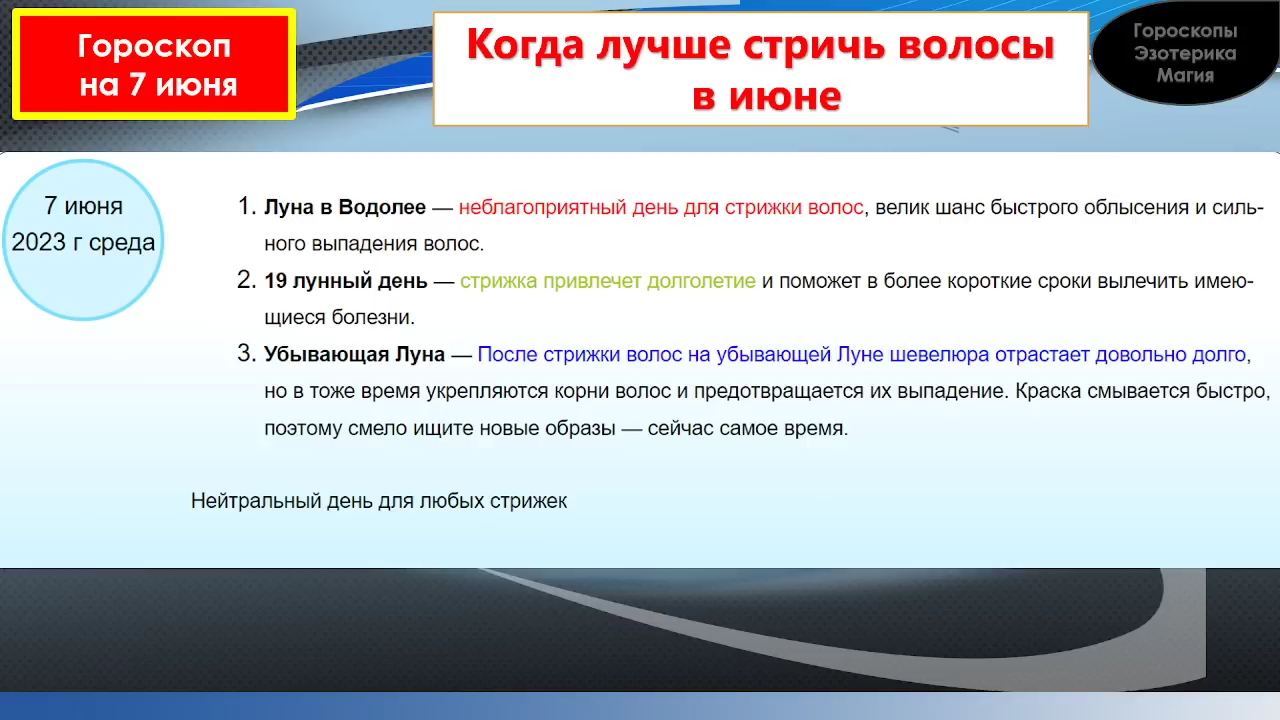 Гороскоп
на 7 июня
Когда лучше стричь волосы
в июне
Гороскопы
Эзотерика
Магия
7 июня
2023 г среда
1. Луна в Водолее — неблагоприятный день для стрижки волос, велик шанс быстрого облысения и силь-
ного выпадения волос.
2. 19 лунный день — стрижка привлечет долголетие и поможет в более короткие сроки вылечить имею-
щиеся болезни.
3. Убывающая Луна — После стрижки волос на убывающей Луне шевелюра отрастает довольно долго,
но в тоже время укрепляются корни волос и предотвращается их выпадение. Краска смывается быстро,
поэтому смело ищите новые образы — сейчас самое время.
Нейтральный день для любых стрижек